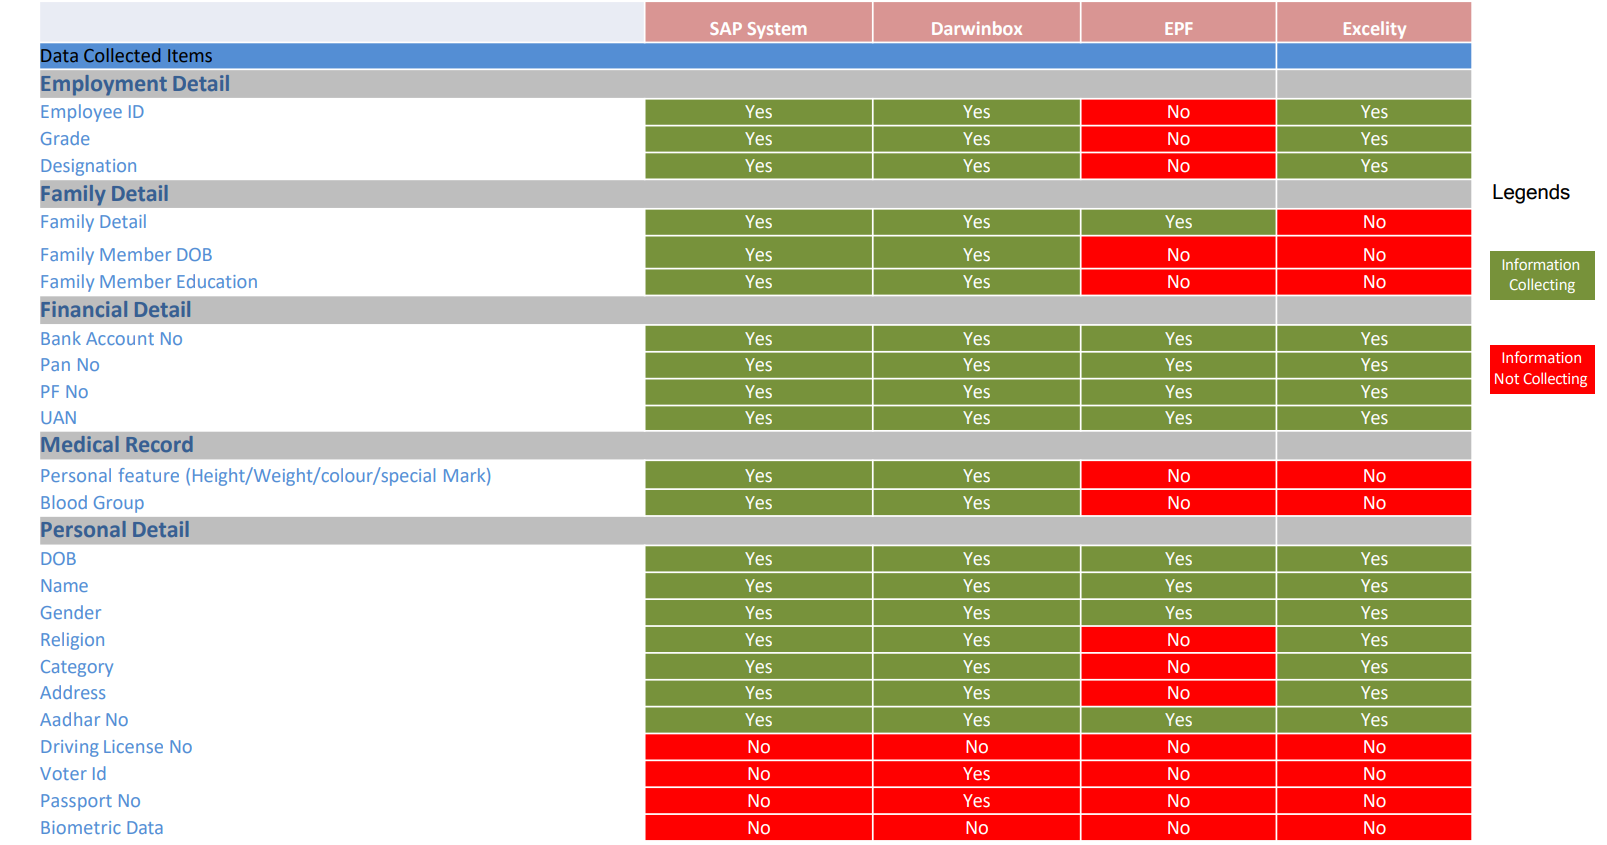 SAP System Darwinbox EPF Excelity
Data Collected Items
Employment Detail
Employee ID Yes Yes No Yes
Grade Yes Yes No Yes
Designation Yes Yes No Yes
Family Detail
Legends
Family Detail Yes Yes Yes No
Family Member DOB Yes Yes No No
Information
Collecting
Family Member Education Yes Yes No No
Financial Detail
Bank Account No Yes Yes Yes Yes
Pan No Yes Yes Yes Yes
Information
Not Collecting
PF No Yes Yes Yes Yes
UAN Yes Yes Yes Yes
Medical Record
Personal feature (Height/Weight/colour/special Mark) Yes Yes No No
Blood Group Yes Yes No No
Personal Detail
DOB Yes Yes Yes Yes
Name Yes Yes Yes Yes
Gender Yes Yes Yes Yes
Religion Yes Yes No Yes
Category Yes Yes No Yes
Address Yes Yes No Yes
Aadhar No Yes Yes Yes Yes
Driving License No No No No No
Voter Id No Yes No No
Passport No No Yes No No
Biometric Data No No No No